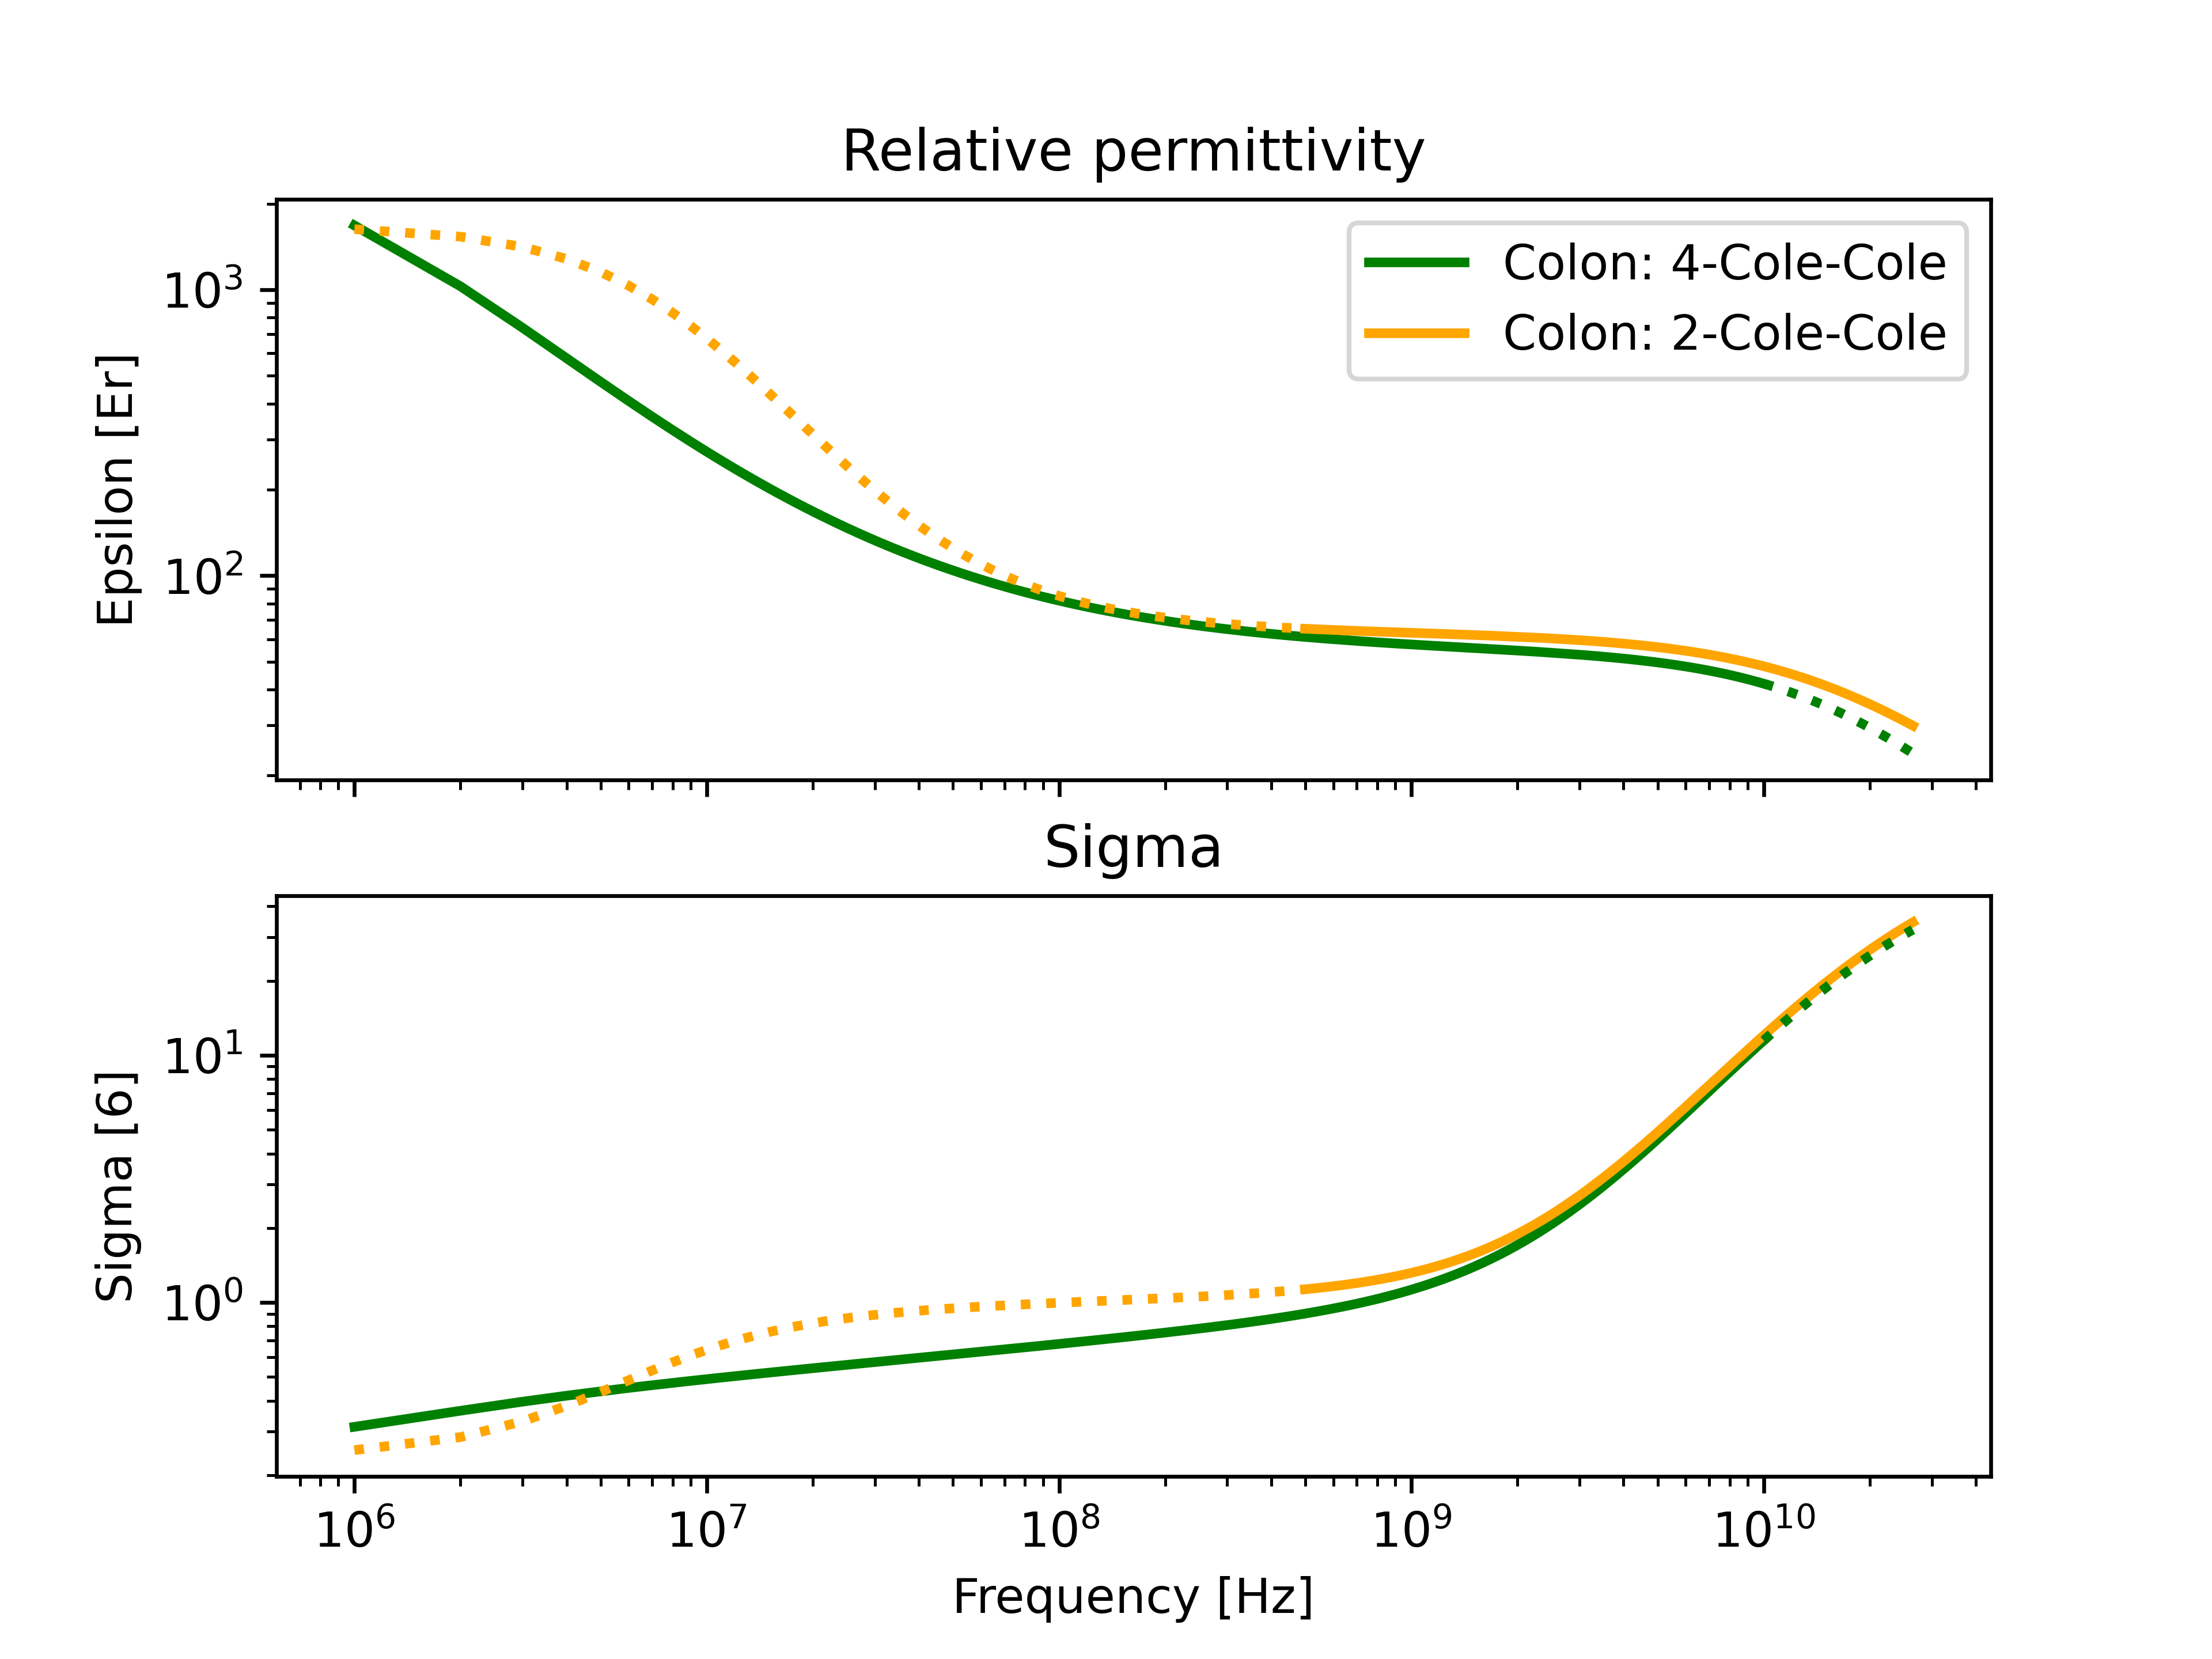 Relative permittivity
Epsilon [Er]
10³
10²
Colon: 4-Cole-Cole
Colon: 2-Cole-Cole
Sigma
Sigma [6]
10¹
10⁰
10⁶ 10⁷ 10⁸ 10⁹ 10¹⁰
Frequency [Hz]